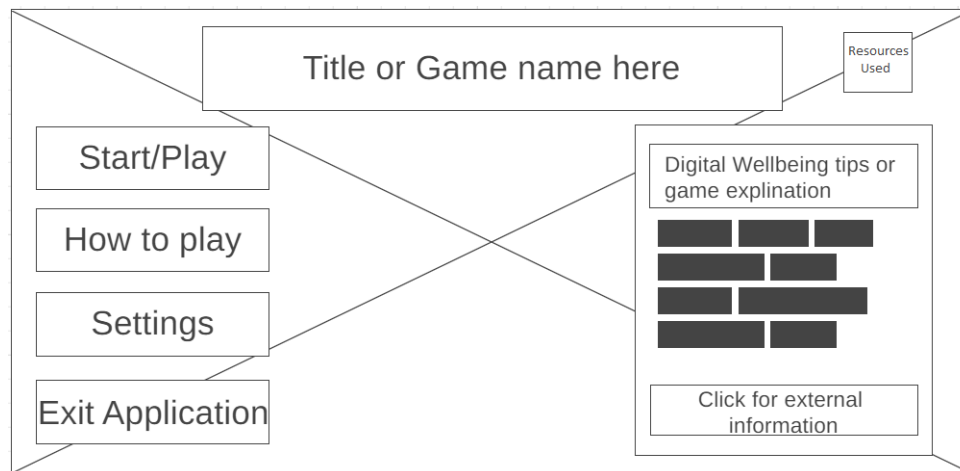 Title or Game name here
Resources
Used
Start/Play
How to play
Settings
Exit Application
Digital Wellbeing tips or
game explination
Click for external
information